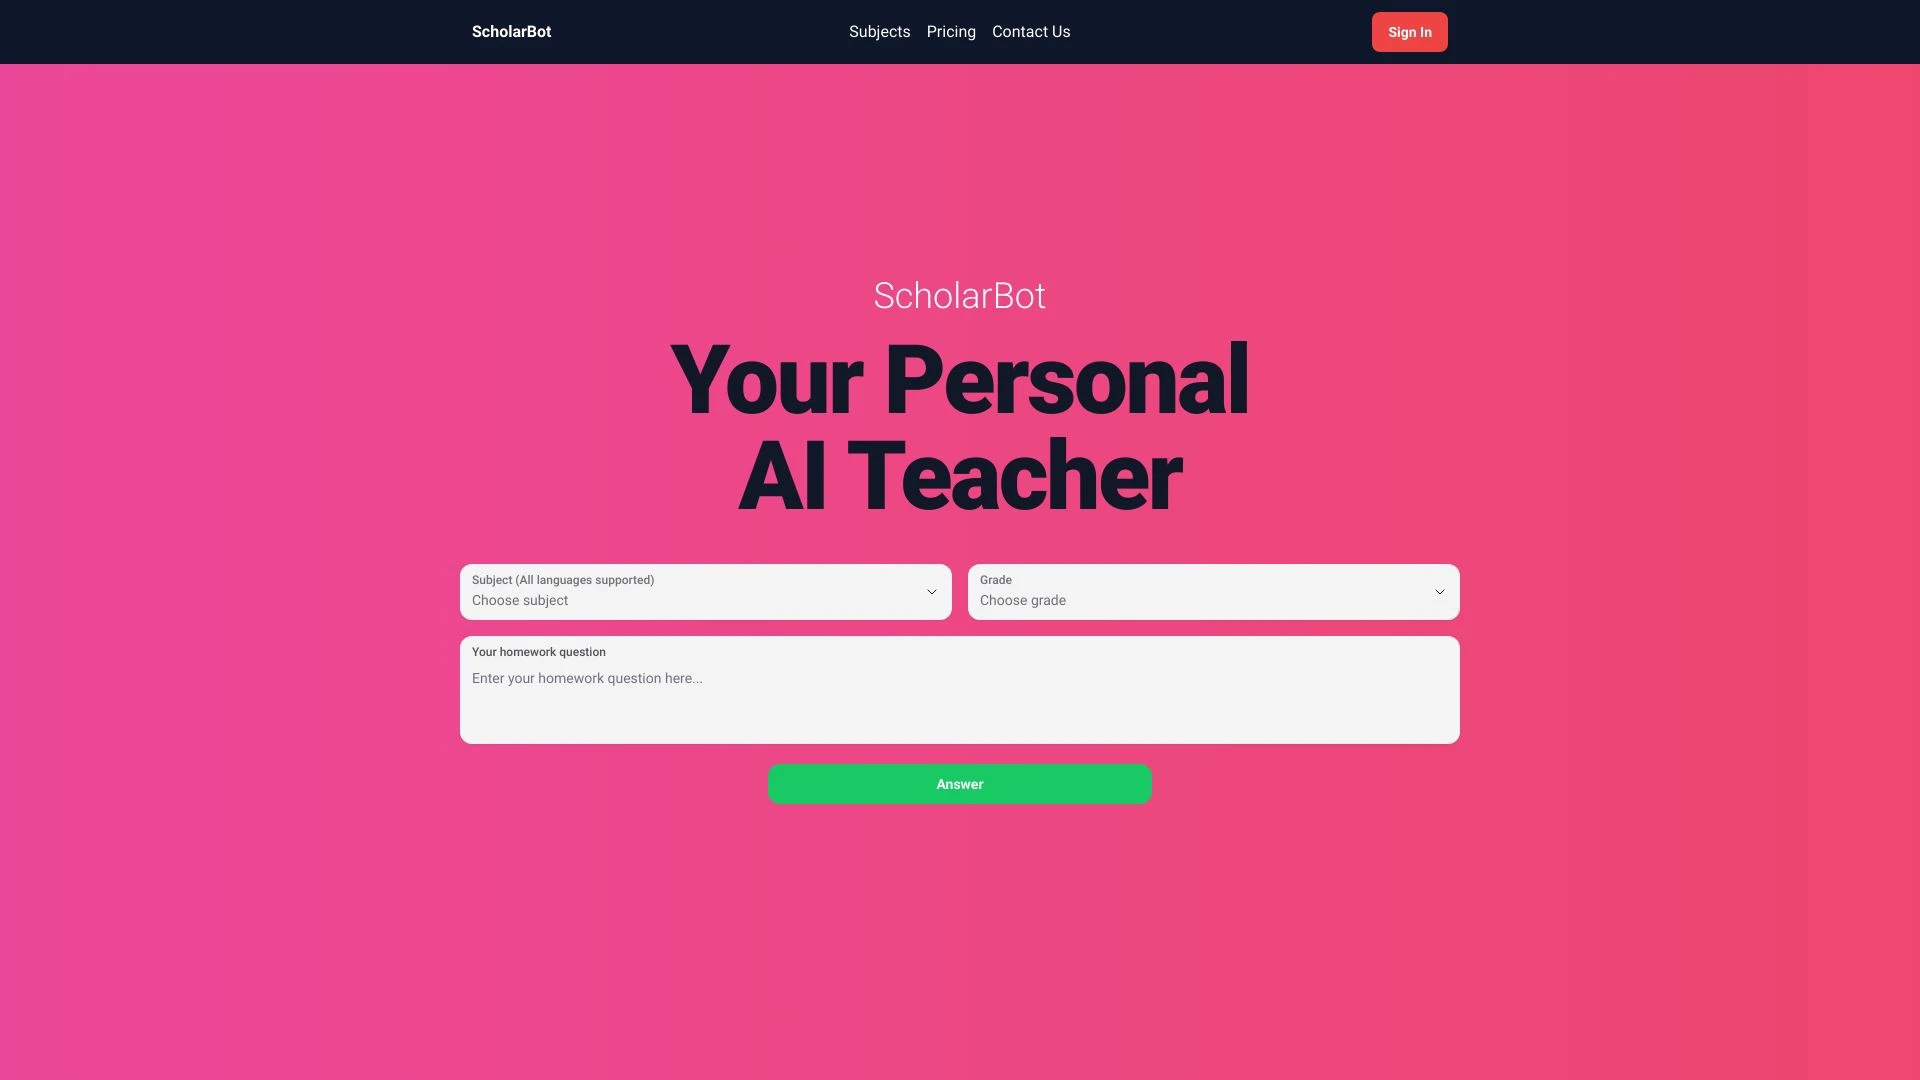 ScholarBot
Subjects
Pricing
Contact Us
Sign In
ScholarBot
Your Personal
AI Teacher
Subject (All languages supported)
Choose subject
Grade
Choose grade
Your homework question
Enter your homework question here...
Answer